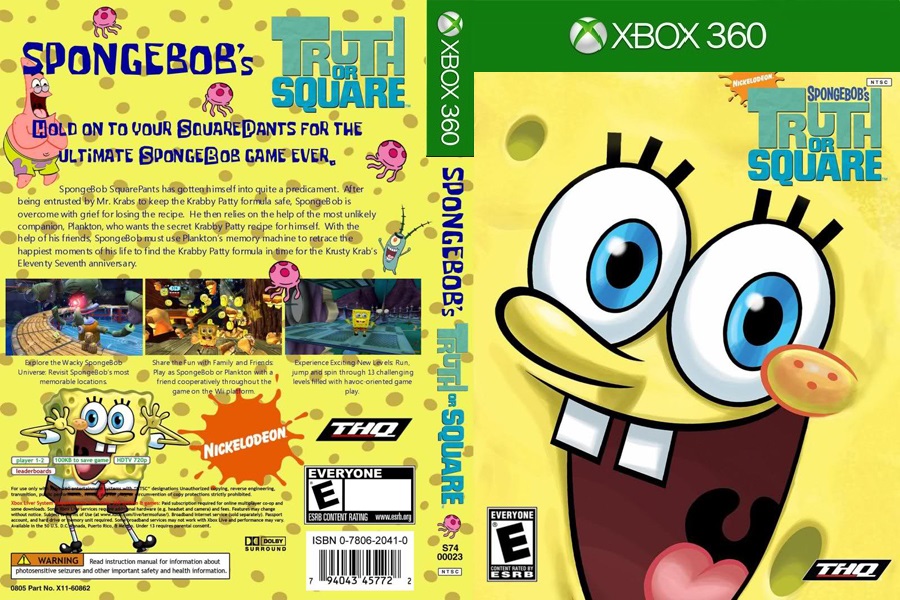 SPONGEBOB'S
TRUTH
OR
SQUARE
HOLD ON TO YOUR SQUAREPANTS FOR THE
ULTIMATE SPONGEBOB GAME EVER.
SpongeBob SquarePants has gotten himself into quite a predicament. After
being entrusted by Mr. Krabs to keep the Krabby Patty formula safe, SpongeBob is
overcome with grief for losing the recipe. He then relies on the help of the most unlikely
companion, Plankton, who wants the secret Krabby Patty recipe for himself. With the
help of his friends, SpongeBob must use Plankton's memory machine to retrace the
happiest moments of his life to find the Krabby Patty formula in time for the Krusty Krab's
Eleventy Seventh anniversary.
Explore the Wacky SpongeBob
Universe: Revisit SpongeBob's most
memorable locations.
Share the Fun with Family and Friends:
Play as SpongeBob or Plankton with a
friend cooperatively throughout the
game on the Wii platform.
Experience Exciting New Levels: Run,
jump and spin through 13 challenging
levels filled with havoc-oriented game
play.
NICKELODEON
THQ
player 1-2
100KB to save game
HDTV 720p
leaderboards
EVERYONE
E
ESRB CONTENT RATING www.esrb.org
DOLBY
SURROUND
ISBN 0-7806-2041-0
7 94043 45772 2
WARNING
Read instruction manual for information about
photosensitive seizures and other important safety and health information.
0805 Part No. X11-60862
XBOX 360
SPONGEBOB'S
TRUTH OR SQUARE
S74
00023
NTSC
XBOX 360
NICKELODEON
NTSC
SPONGEBOB'S
TRUTH
OR
SQUARE
EVERYONE
E
CONTENT RATED BY
ESRB
THQ